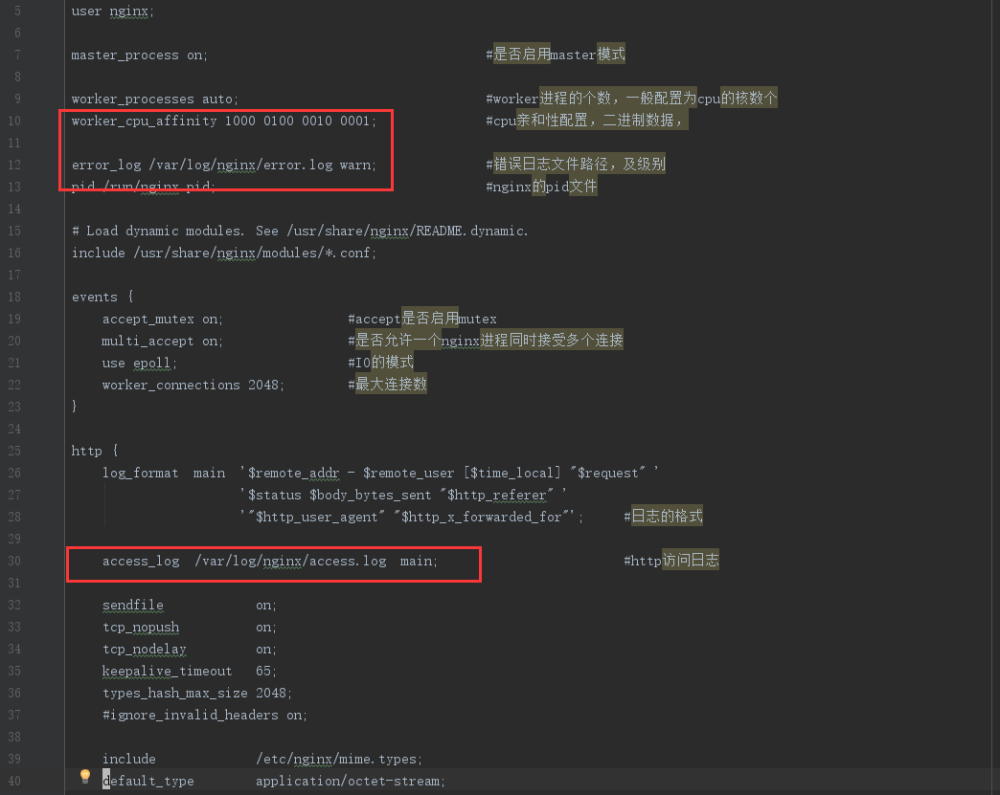 5 user nginx;
6
7 master_process on; #是否启用master模式
8
9 worker_processes auto; #worker进程的个数，一般配置为cpu的核数个
10 worker_cpu_affinity 1000 0100 0010 0001; #cpu亲和性配置，二进制数据，
11
12 error_log /var/log/nginx/error.log warn; #错误日志文件路径，及级别
13 pid /run/nginx.pid; #nginx的pid文件
14
15 # Load dynamic modules. See /usr/share/nginx/README.dynamic.
16 include /usr/share/nginx/modules/*.conf;
17
18 events {
19 accept_mutex on; #accept是否启用mutex
20 multi_accept on; #是否允许一个nginx进程同时接受多个连接
21 use epoll; #IO的模式
22 worker_connections 2048; #最大连接数
23 }
24
25 http {
26 log_format main '$remote_addr - $remote_user [$time_local] "$request" '
27 '$status $body_bytes_sent "$http_referer" '
28 '"$http_user_agent" "$http_x_forwarded_for"'; #日志的格式
29
30 access_log /var/log/nginx/access.log main; #http访问日志
31
32 sendfile on;
33 tcp_nopush on;
34 tcp_nodelay on;
35 keepalive_timeout 65;
36 types_hash_max_size 2048;
37 #ignore_invalid_headers on;
38
39 include /etc/nginx/mime.types;
40 default_type application/octet-stream;